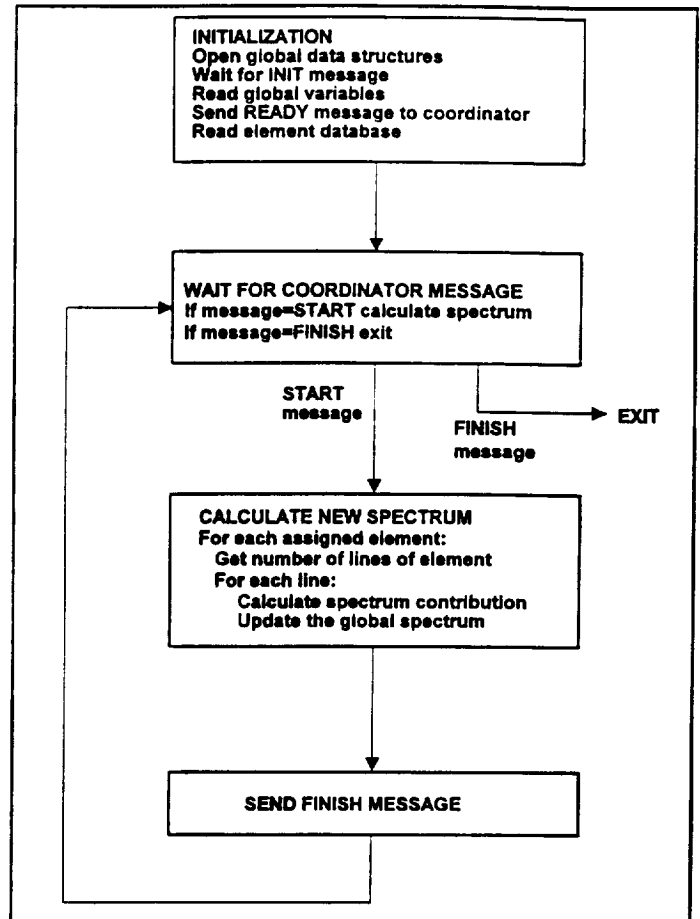 INITIALIZATION
Open global data structures
Wait for INIT message
Read global variables
Send READY message to coordinator
Read element database
WAIT FOR COORDINATOR MESSAGE
If message=START calculate spectrum
If message=FINISH exit
START
message
FINISH
message
EXIT
CALCULATE NEW SPECTRUM
For each assigned element:
Get number of lines of element
For each line:
Calculate spectrum contribution
Update the global spectrum
SEND FINISH MESSAGE